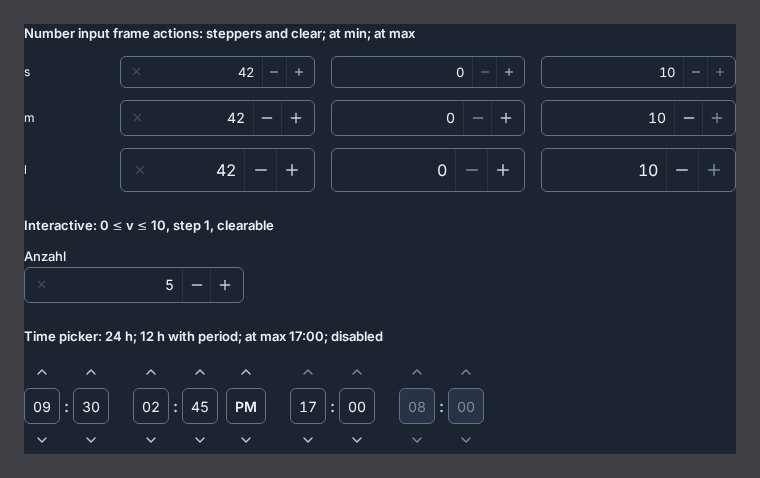 Number input frame actions: steppers and clear; at min; at max
s × 42 − + 0 − + 10 − +
m × 42 − + 0 − + 10 − +
l × 42 − + 0 − + 10 − +
Interactive: 0 ≤ v ≤ 10, step 1, clearable
Anzahl
× 5 − +
Time picker: 24 h; 12 h with period; at max 17:00; disabled
09 : 30 02 : 45 PM 17 : 00 08 : 00